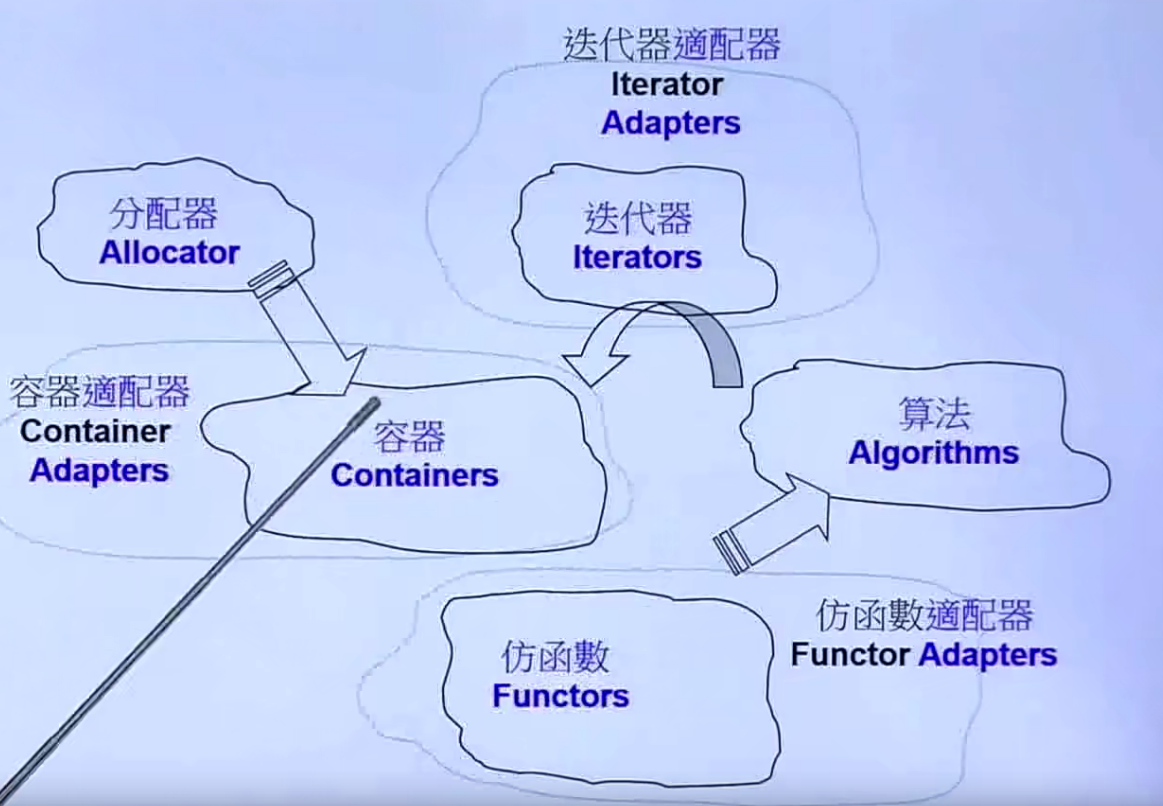 迭代器適配器
Iterator
Adapters
分配器
Allocator
迭代器
Iterators
容器適配器
Container
Adapters
容器
Containers
算法
Algorithms
仿函數
Functors
仿函數適配器
Functor Adapters